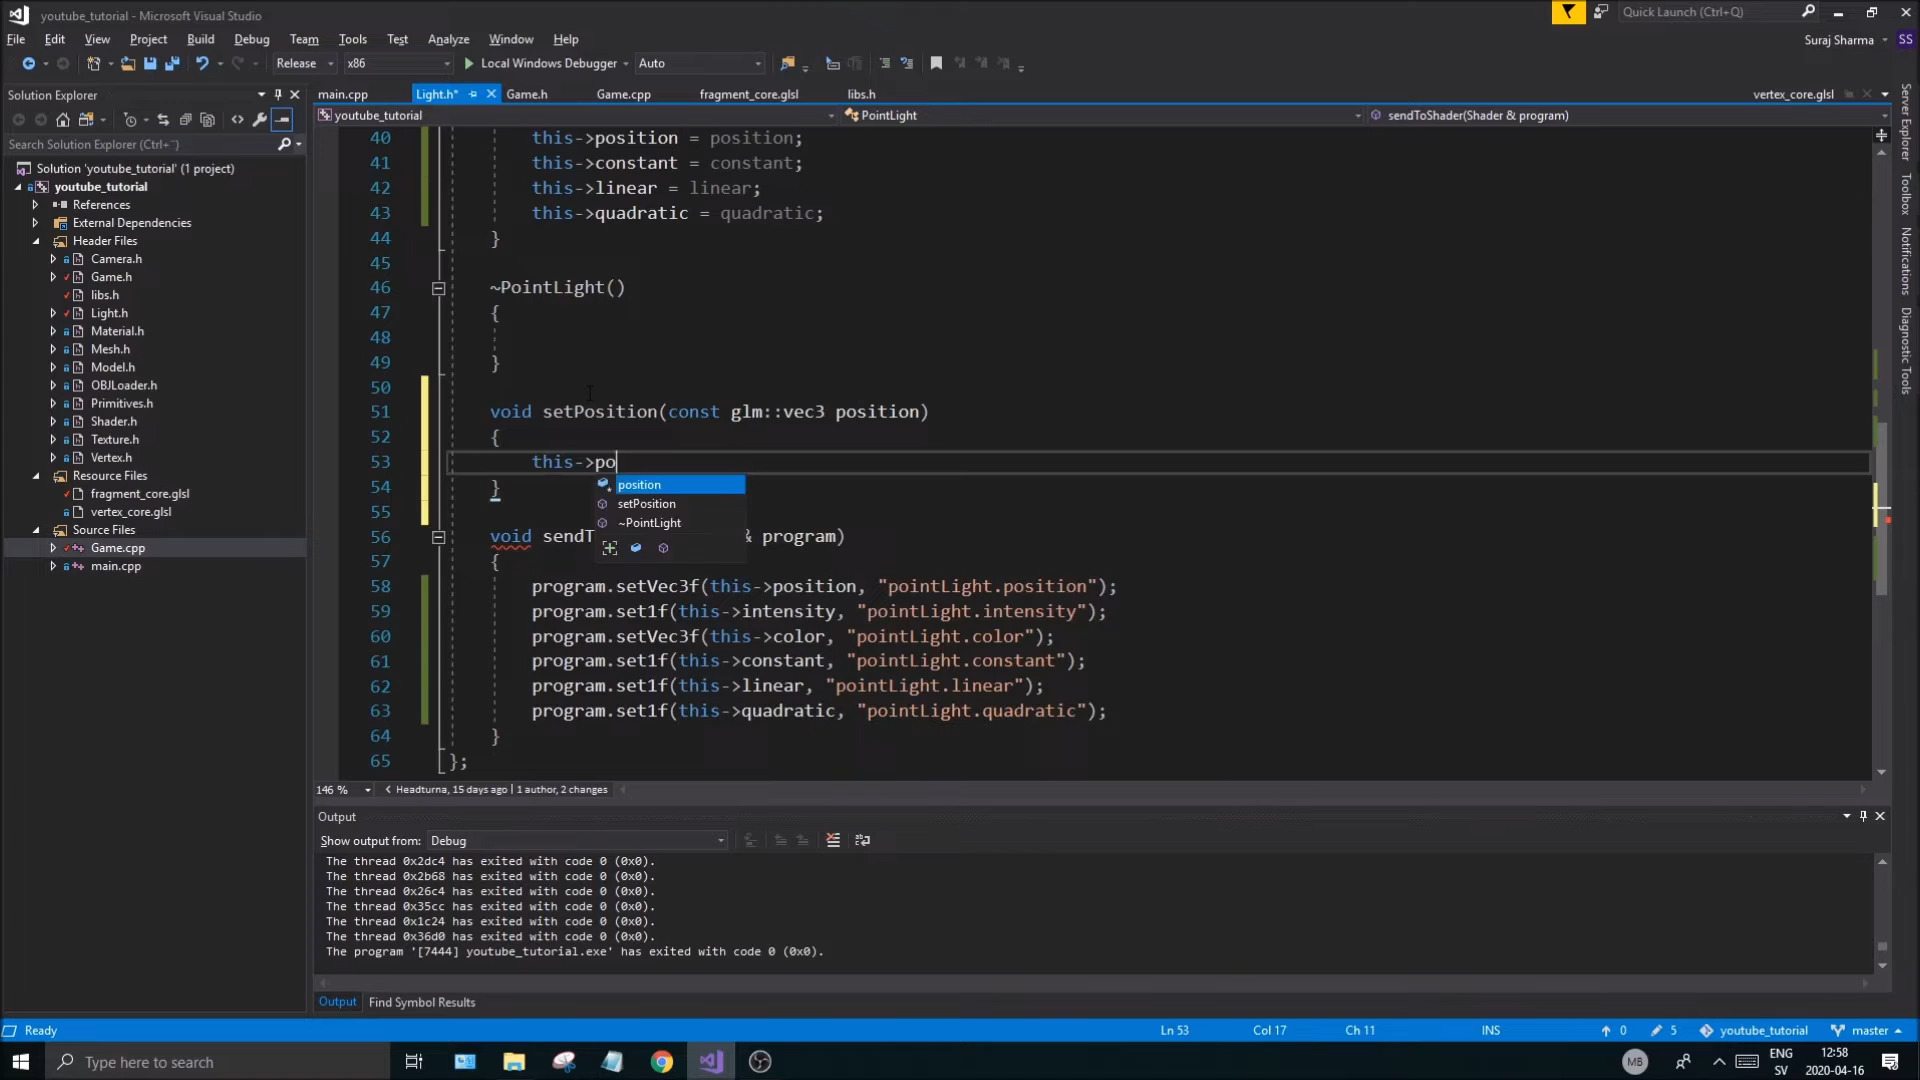 youtube_tutorial - Microsoft Visual Studio
Quick Launch (Ctrl+Q)
File Edit View Project Build Debug Team Tools Test Analyze Window Help
Suraj Sharma SS
Release x86 Local Windows Debugger Auto
Solution Explorer
main.cpp Light.h* Game.h Game.cpp fragment_core.glsl libs.h vertex_core.glsl
youtube_tutorial PointLight sendToShader(Shader & program)
Search Solution Explorer (Ctrl+¨)
Solution 'youtube_tutorial' (1 project)
youtube_tutorial
References
External Dependencies
Header Files
Camera.h
Game.h
libs.h
Light.h
Material.h
Mesh.h
Model.h
OBJLoader.h
Primitives.h
Shader.h
Texture.h
Vertex.h
Resource Files
fragment_core.glsl
vertex_core.glsl
Source Files
Game.cpp
main.cpp
40 this->position = position;
41 this->constant = constant;
42 this->linear = linear;
43 this->quadratic = quadratic;
44 }
45
46 ~PointLight()
47 {
48
49 }
50
51 void setPosition(const glm::vec3 position)
52 {
53 this->po
54 }
55
56 void sendT & program)
57 {
58 program.setVec3f(this->position, "pointLight.position");
59 program.set1f(this->intensity, "pointLight.intensity");
60 program.setVec3f(this->color, "pointLight.color");
61 program.set1f(this->constant, "pointLight.constant");
62 program.set1f(this->linear, "pointLight.linear");
63 program.set1f(this->quadratic, "pointLight.quadratic");
64 }
65 };
position
setPosition
~PointLight
Server Explorer
Toolbox
Notifications
Diagnostic Tools
146 % Headturna, 15 days ago | 1 author, 2 changes
Output
Show output from: Debug
The thread 0x2dc4 has exited with code 0 (0x0).
The thread 0x2b68 has exited with code 0 (0x0).
The thread 0x26c4 has exited with code 0 (0x0).
The thread 0x35cc has exited with code 0 (0x0).
The thread 0x1c24 has exited with code 0 (0x0).
The thread 0x36d0 has exited with code 0 (0x0).
The program '[7444] youtube_tutorial.exe' has exited with code 0 (0x0).
Output Find Symbol Results
Ready Ln 53 Col 17 Ch 11 INS 0 5 youtube_tutorial master
Type here to search
MB
ENG
SV
12:58
2020-04-16